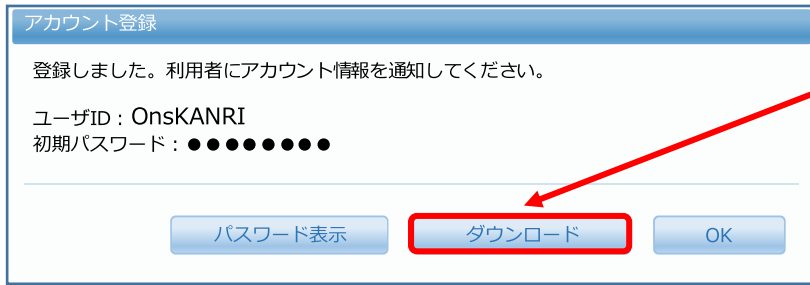 アカウント登録
登録しました。利用者にアカウント情報を通知してください。
ユーザID：OnsKANRI
初期パスワード：●●●●●●●●
パスワード表示 ダウンロード OK